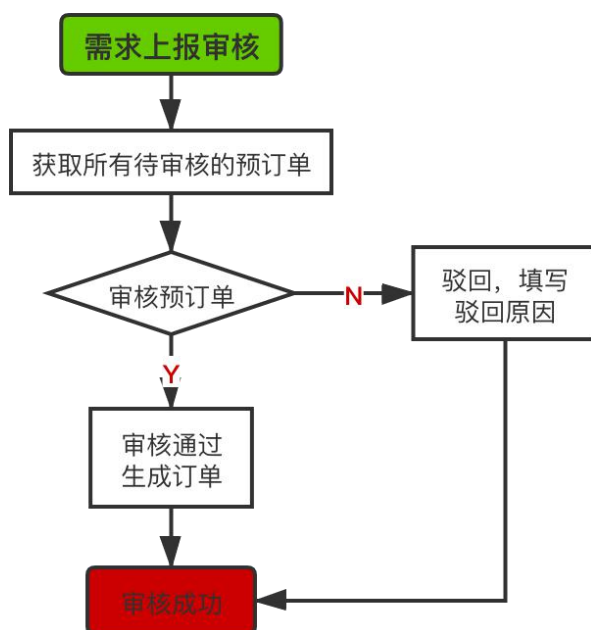 需求上报审核
获取所有待审核的预订单
审核预订单
N
驳回，填写
驳回原因
Y
审核通过
生成订单
审核成功